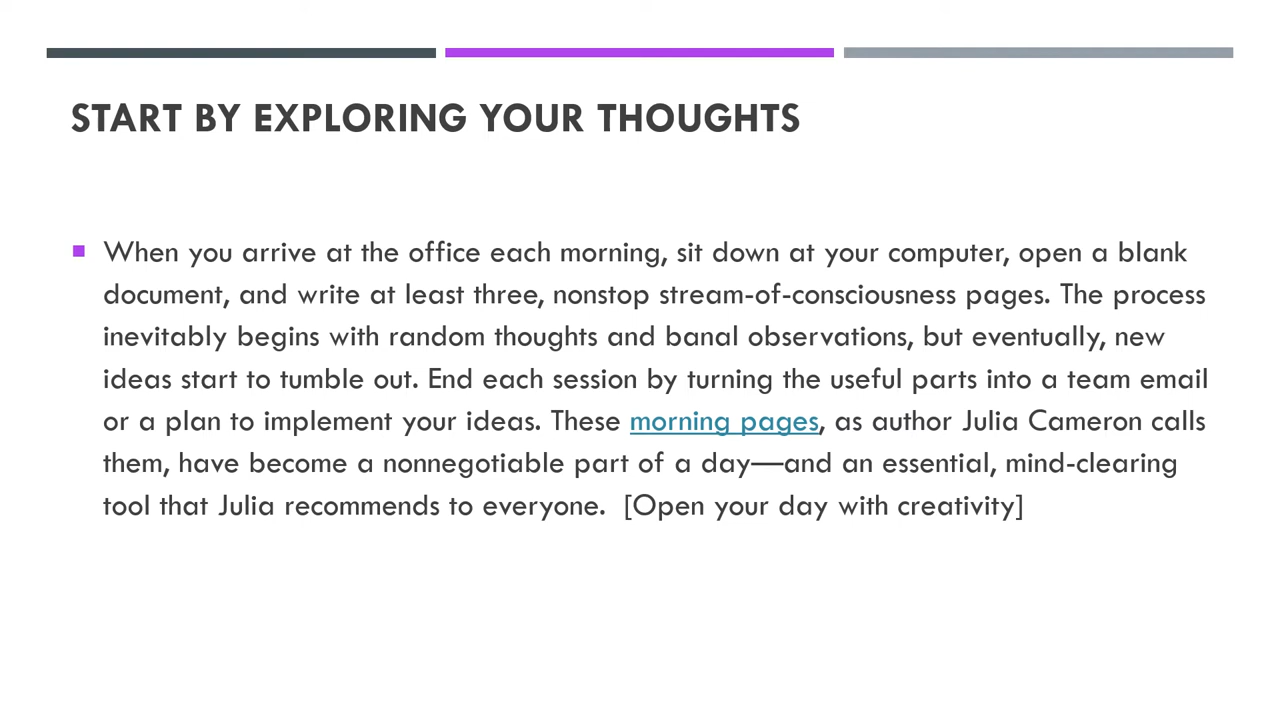 START BY EXPLORING YOUR THOUGHTS
When you arrive at the office each morning, sit down at your computer, open a blank
document, and write at least three, nonstop stream-of-consciousness pages. The process
inevitably begins with random thoughts and banal observations, but eventually, new
ideas start to tumble out. End each session by turning the useful parts into a team email
or a plan to implement your ideas. These morning pages, as author Julia Cameron calls
them, have become a nonnegotiable part of a day—and an essential, mind-clearing
tool that Julia recommends to everyone.  [Open your day with creativity]